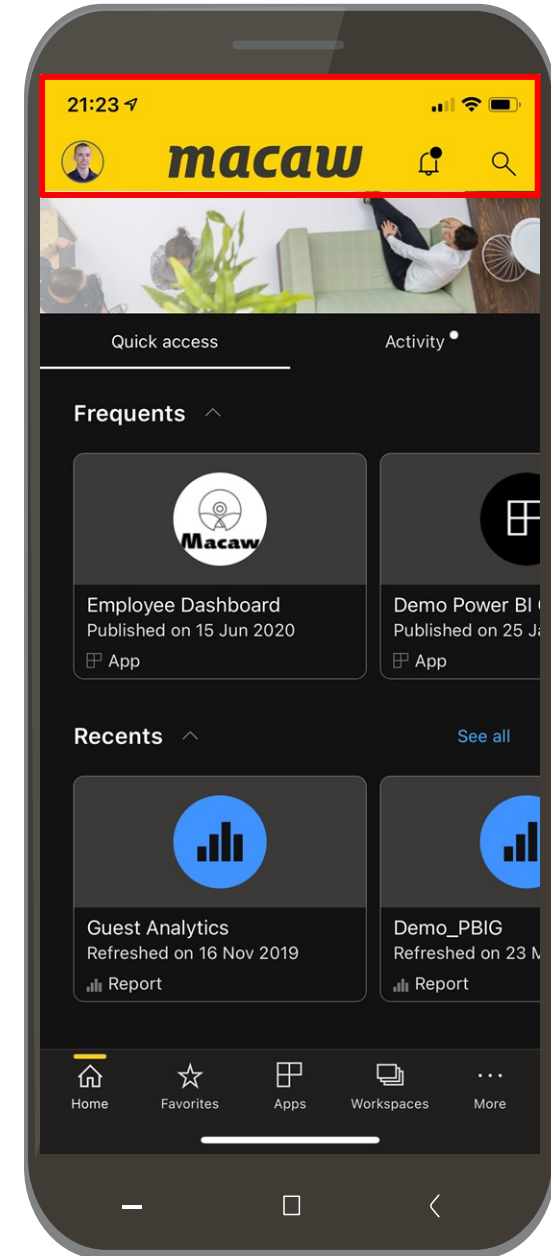 21:23
macaw
Quick access
Activity
Frequents
Macaw
Employee Dashboard
Published on 15 Jun 2020
App
Demo Power BI
Published on 25
App
Recents
See all
Guest Analytics
Refreshed on 16 Nov 2019
Report
Demo_PBIG
Refreshed on 23
Report
Home
Favorites
Apps
Workspaces
More